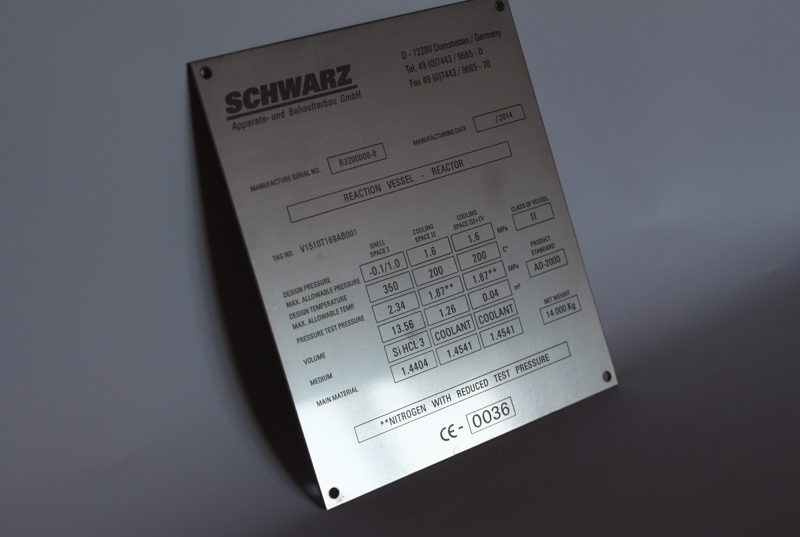 SCHWARZ
Apparate- und Behaelterbau GmbH
D - 72280 Dornstetten / Germany
Tel. 49 (0)7443 / 9665 - 0
Fax 49 (0)7443 / 9665 - 70
MANUFACTURE SERIAL NO. R3200008-8 MANUFACTURING DATE / 2014
REACTION VESSEL - REACTOR
TAG NO. V1510T169AB001
SHELL SPACE I COOLING SPACE II COOLING SPACE III+IV CLASS OF VESSEL
DESIGN PRESSURE
MAX. ALLOWABLE PRESSURE -0.1/1.0 1.6 1.6 MPa II
DESIGN TEMPERATURE
MAX. ALLOWABLE TEMP. 350 200 200 C° PRODUCT STANDARD
PRESSURE TEST PRESSURE 2.34 1.87** 1.87** MPa AD-2000
VOLUME 13.56 1.26 0.04 m³ NET WEIGHT
MEDIUM Si HCL 3 COOLANT COOLANT 14 000 Kg
MAIN MATERIAL 1.4404 1.4541 1.4541
**NITROGEN WITH REDUCED TEST PRESSURE
CE - 0036